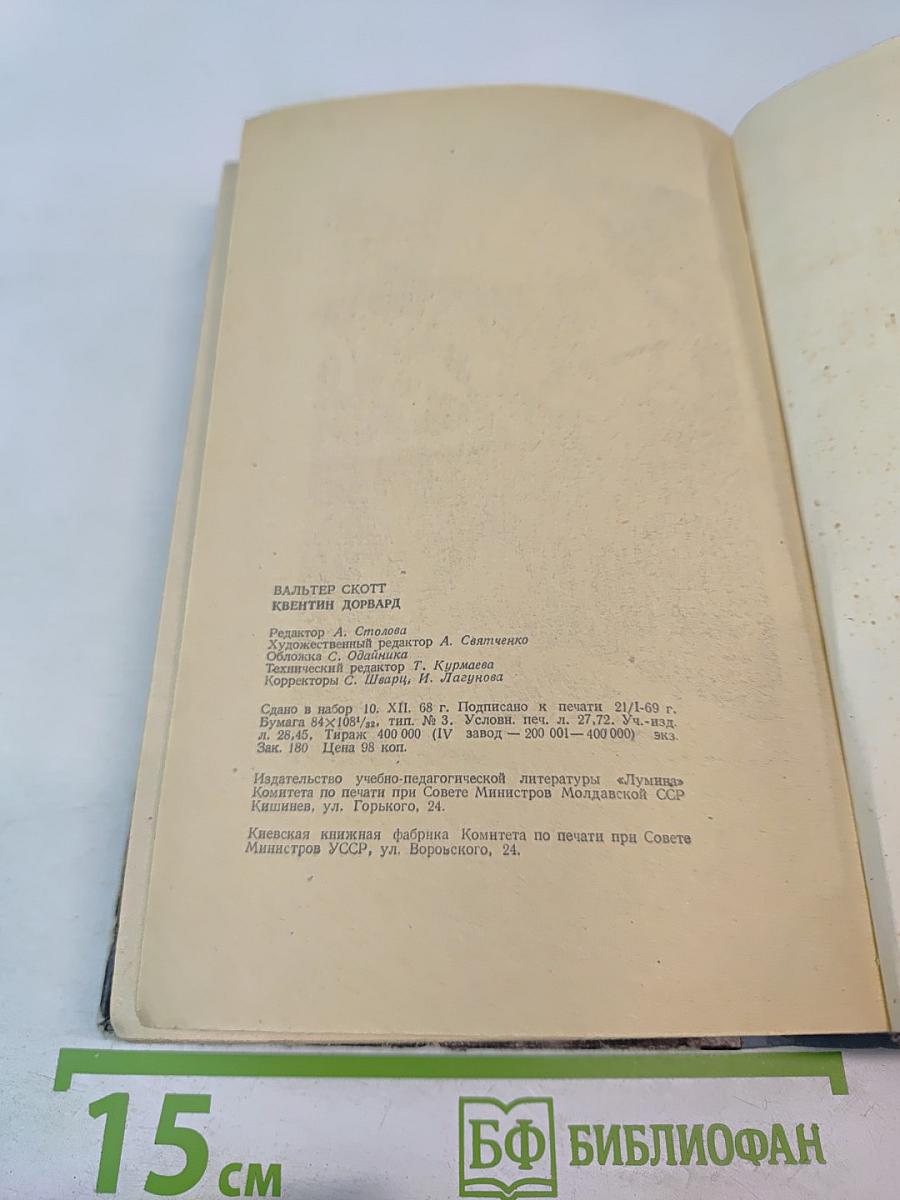 ВАЛЬТЕР СКОТТ
КВЕНТИН ДОРВАРД
Редактор А. Столова
Художественный редактор А. Святченко
Обложка С. Одайника
Технический редактор Т. Курмаева
Корректоры С. Шварц, И. Лагунова
Сдано в набор 10. XII. 68 г. Подписано к печати 21/I-69 г.
Бумага 84×108¹/₃₂, тип. № 3. Условн. печ. л. 27,72. Уч.-изд.
л. 28,45. Тираж 400 000 (IV завод — 200 001—400 000) экз.
Зак. 180 Цена 98 коп.
Издательство учебно-педагогической литературы «Лумина»
Комитета по печати при Совете Министров Молдавской ССР
Кишинев, ул. Горького, 24.
Киевская книжная фабрика Комитета по печати при Совете
Министров УССР, ул. Воровского, 24.
15 см
БФ БИБЛИОФАН